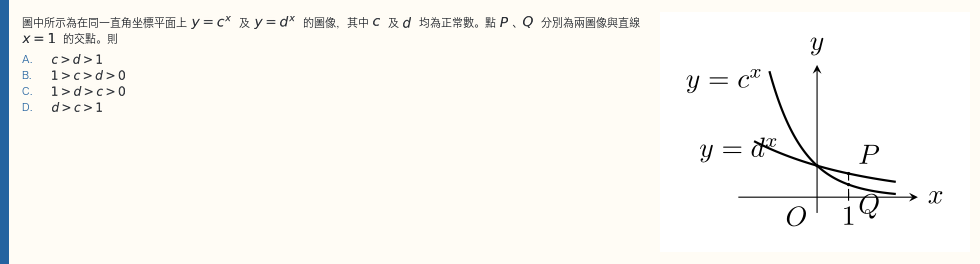 圖中所示為在同一直角坐標平面上 y = c^x 及 y = d^x 的圖像, 其中 c 及 d 均為正常數。點 P 、Q 分別為兩圖像與直線
x = 1 的交點。則
A. c > d > 1
B. 1 > c > d > 0
C. 1 > d > c > 0
D. d > c > 1
y
y = c^x
y = d^x
P
x
O
1
Q